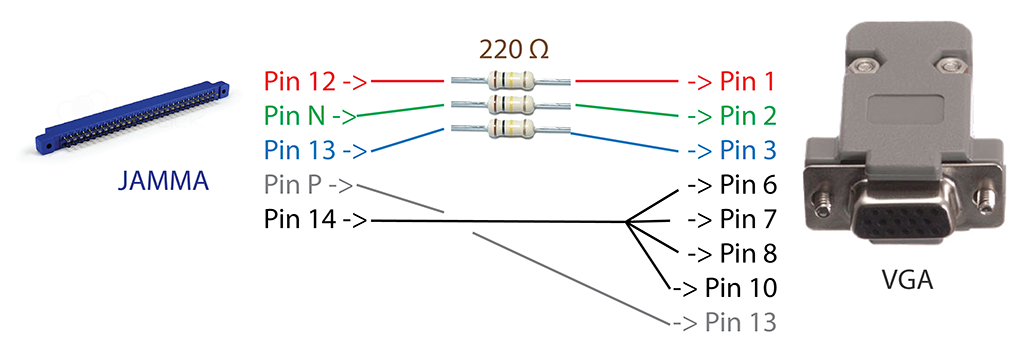 220 Ω
Pin 12 -> -> Pin 1
Pin N -> -> Pin 2
Pin 13 -> -> Pin 3
JAMMA
Pin P -> -> Pin 6
Pin 14 -> -> Pin 7
-> Pin 8
VGA
-> Pin 10
-> Pin 13